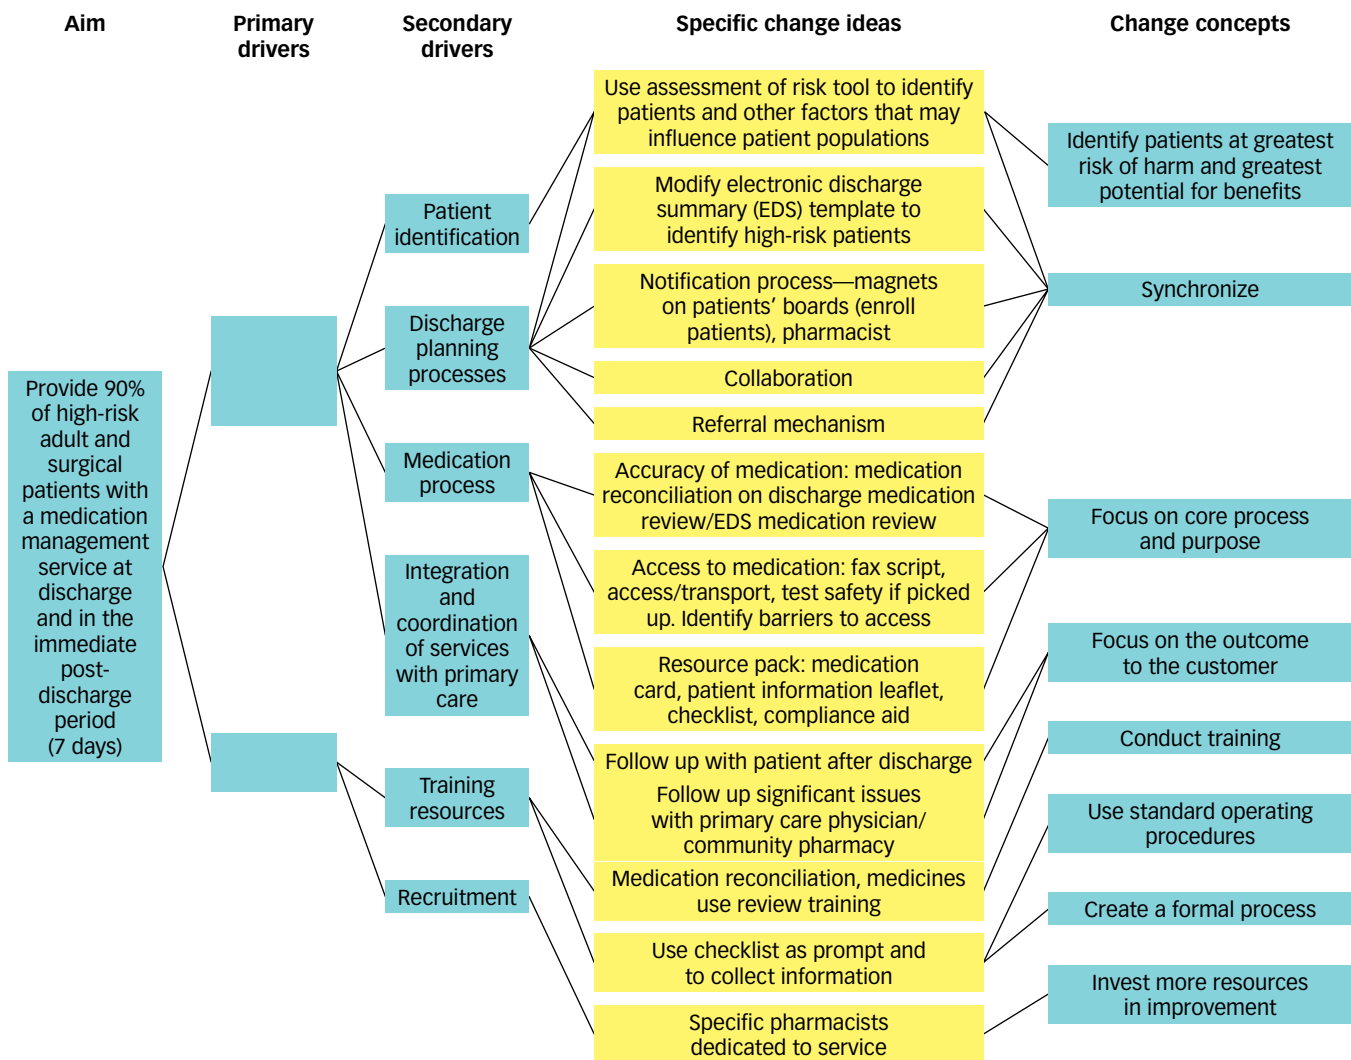 Aim
Primary
drivers
Secondary
drivers
Specific change ideas
Change concepts
Provide 90%
of high-risk
adult and
surgical
patients with
a medication
management
service at
discharge
and in the
immediate
post-
discharge
period
(7 days)
Patient
identification
Discharge
planning
processes
Medication
process
Integration
and
coordination
of services
with primary
care
Training
resources
Recruitment
Use assessment of risk tool to identify
patients and other factors that may
influence patient populations
Modify electronic discharge
summary (EDS) template to
identify high-risk patients
Notification process—magnets
on patients’ boards (enroll
patients), pharmacist
Collaboration
Referral mechanism
Accuracy of medication: medication
reconciliation on discharge medication
review/EDS medication review
Access to medication: fax script,
access/transport, test safety if picked
up. Identify barriers to access
Resource pack: medication
card, patient information leaflet,
checklist, compliance aid
Follow up with patient after discharge
Follow up significant issues
with primary care physician/
community pharmacy
Medication reconciliation, medicines
use review training
Use checklist as prompt and
to collect information
Specific pharmacists
dedicated to service
Identify patients at greatest
risk of harm and greatest
potential for benefits
Synchronize
Focus on core process
and purpose
Focus on the outcome
to the customer
Conduct training
Use standard operating
procedures
Create a formal process
Invest more resources
in improvement